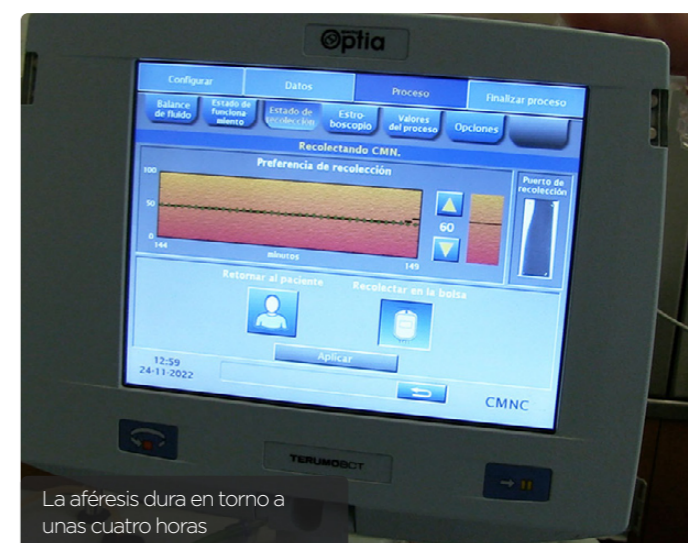 Optia
Configurar
Datos
Proceso
Finalizar proceso
Balance
de fluido
Estado de
funciona
miento
Estado de
recolección
Estro-
boscopio
Valores
del proceso
Opciones
Recolectando CMN.
Preferencia de recolección
Puerto de
recolección
100
50
0
60
144
minutos
149
Retornar al paciente
Recolectar en la bolsa
Aplicar
12:59
24-11-2022
CMNC
TERUMOBCT
La aféresis dura en torno a
unas cuatro horas